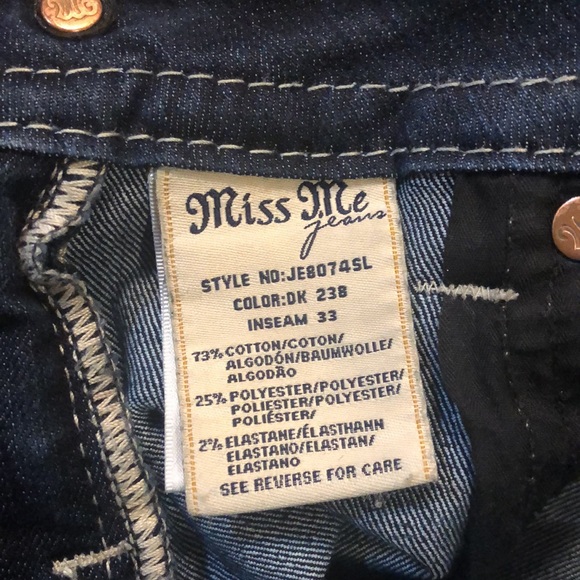 Miss Me
jeans
STYLE NO:JE8074SL
COLOR:DK 238
INSEAM 33
73% COTTON/COTON/
ALGODÓN/BAUMWOLLE/
ALGODÃO
25% POLYESTER/POLYESTER/
POLIÉSTER/POLYESTER/
POLIÉSTER/
2% ELASTANE/ÉLASTHANN
ELASTANO/ELASTAN/
ELASTANO
SEE REVERSE FOR CARE